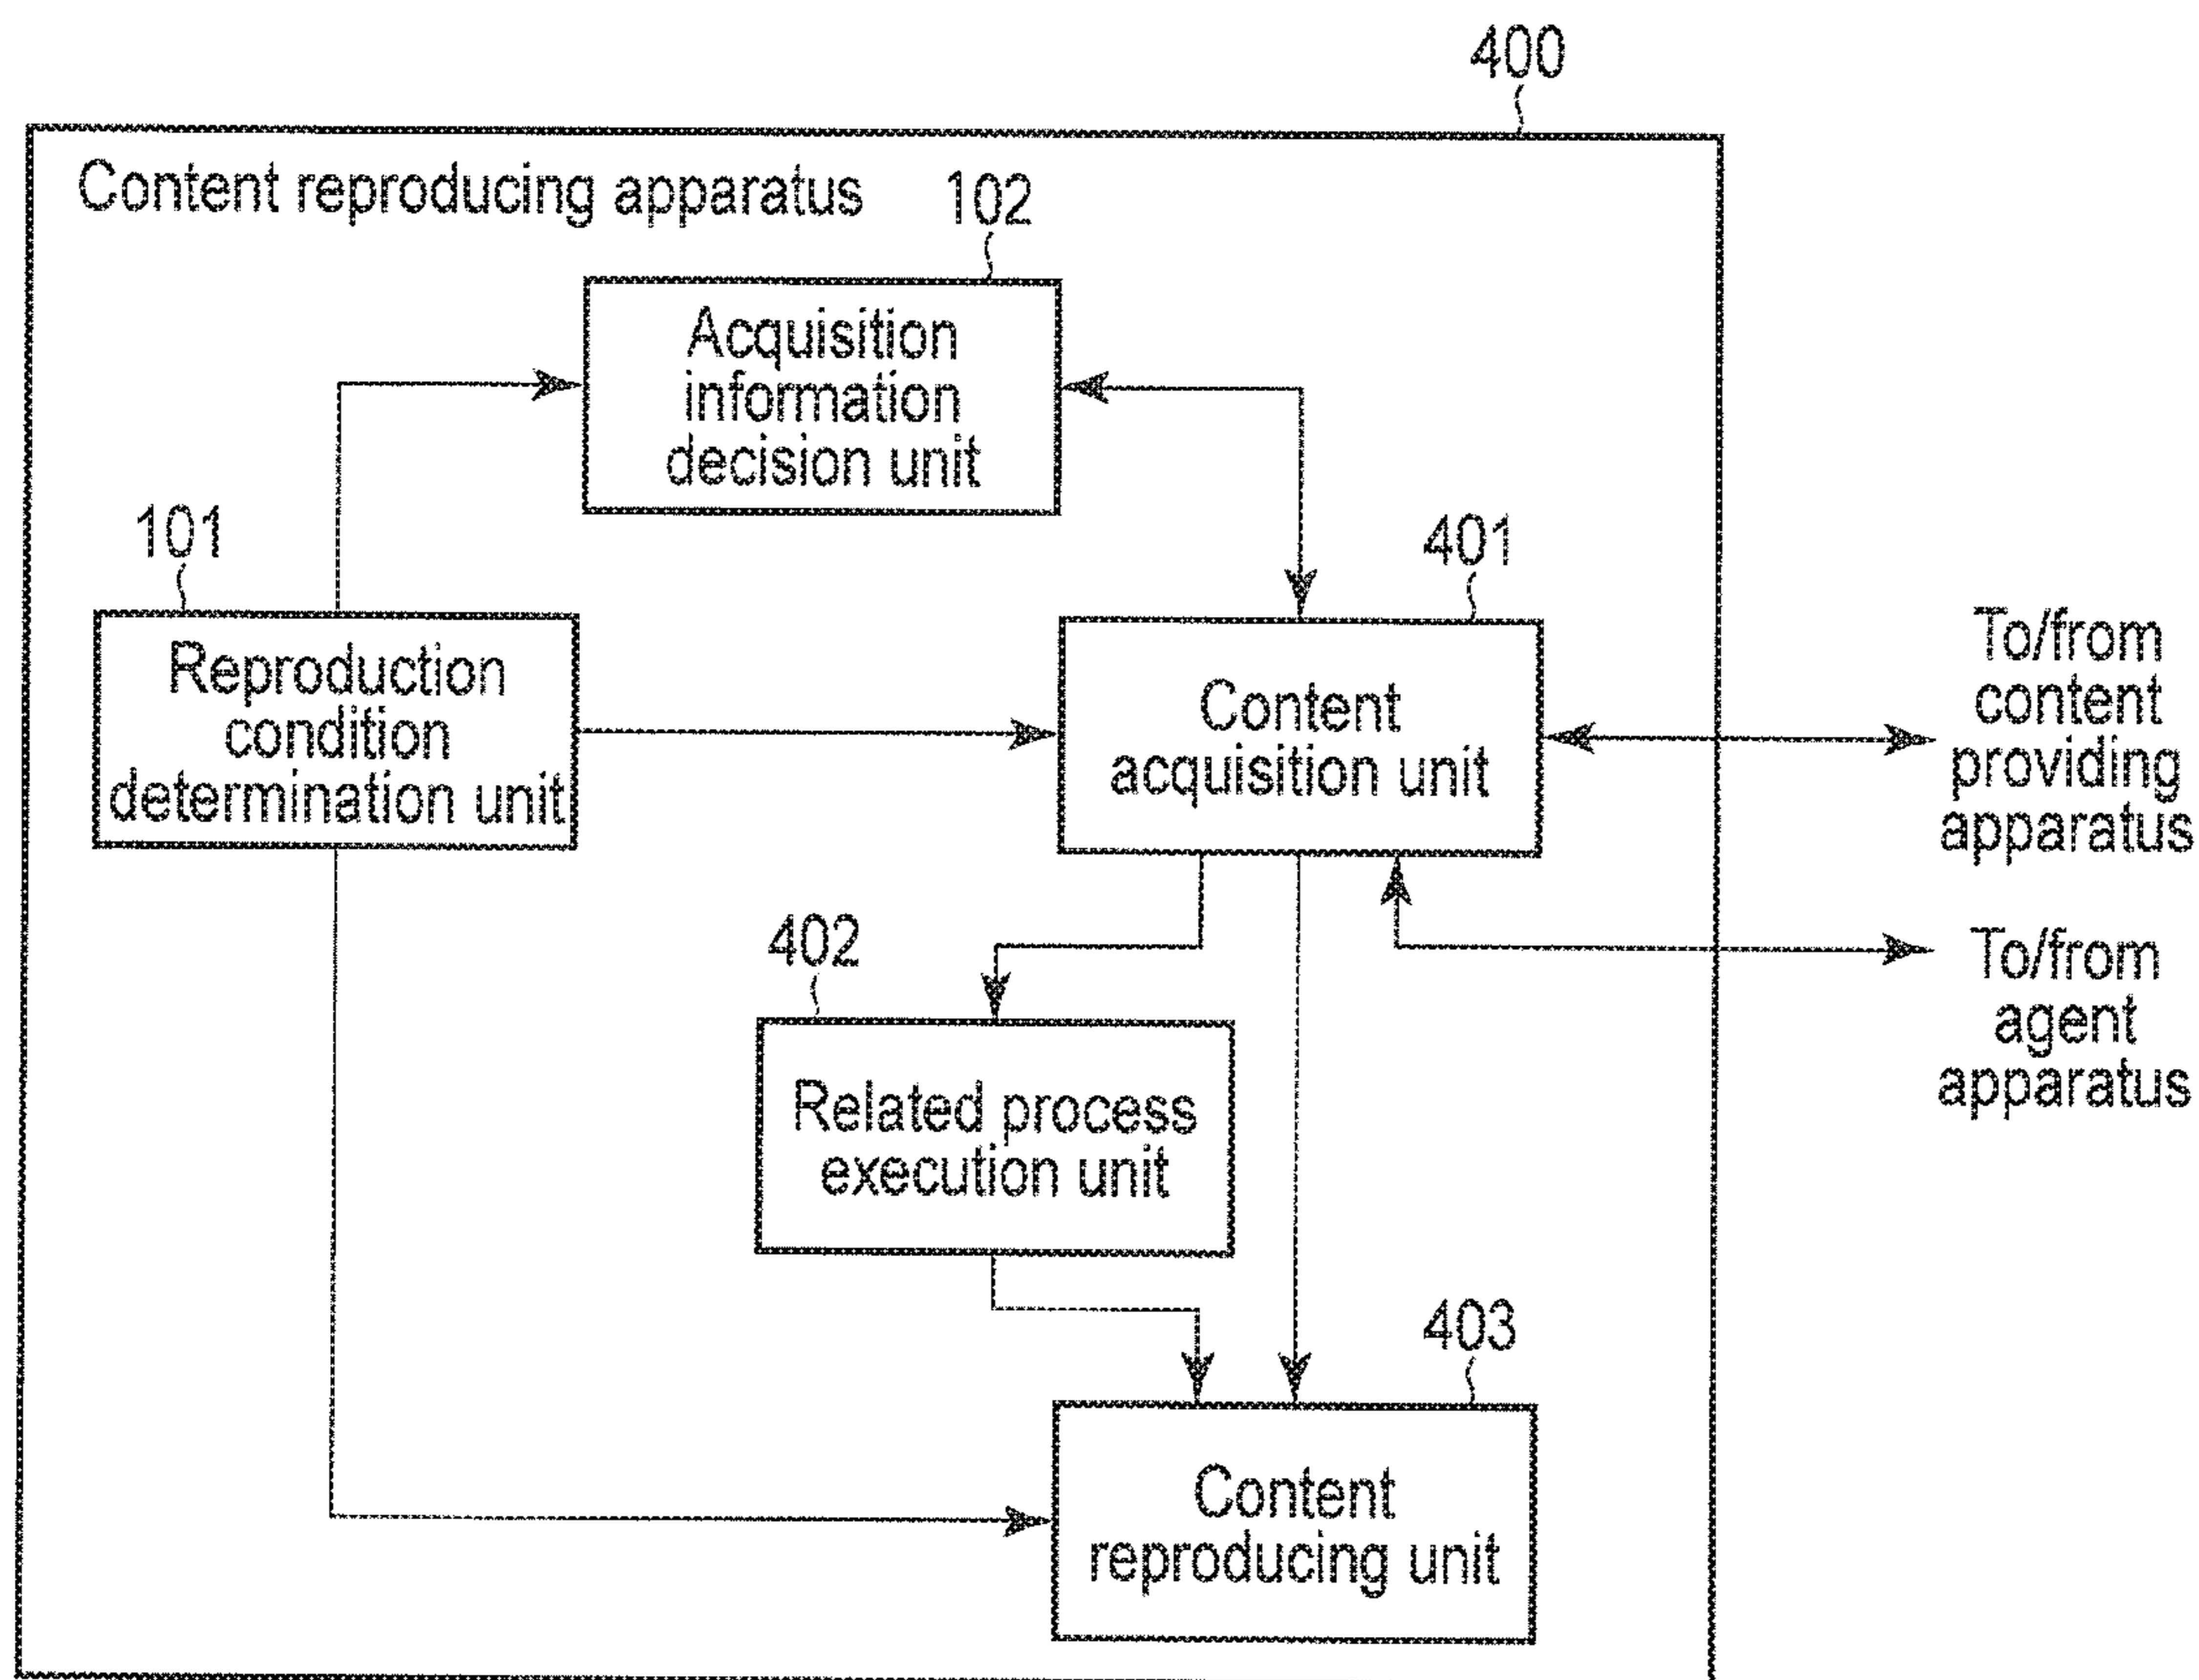 400
Content reproducing apparatus
102
Acquisition
information
decision unit
101
Reproduction
condition
determination unit
401
Content
acquisition unit
To/from
content
providing
apparatus
To/from
agent
apparatus
402
Related process
execution unit
403
Content
reproducing unit